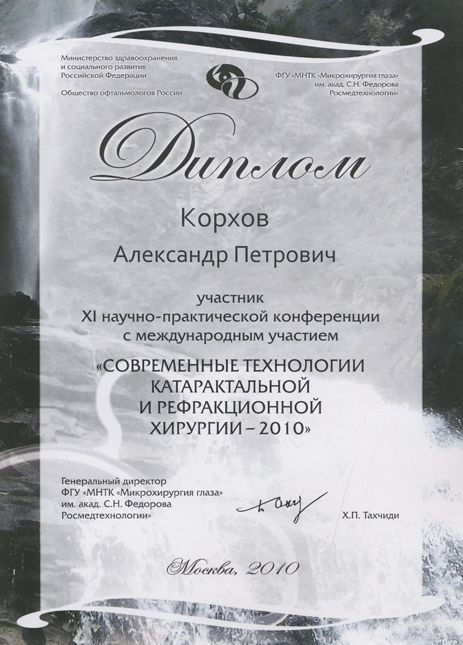 Министерство здравоохранения
и социального развития
Российской Федерации
Общество офтальмологов России
ФГУ «МНТК «Микрохирургия глаза»
им. акад. С.Н. Федорова
Росмедтехнологии»
Диплом
Корхов
Александр Петрович
участник
XI научно-практической конференции
с международным участием
«СОВРЕМЕННЫЕ ТЕХНОЛОГИИ
КАТАРАКТАЛЬНОЙ
И РЕФРАКЦИОННОЙ
ХИРУРГИИ – 2010»
Генеральный директор
ФГУ «МНТК «Микрохирургия глаза»
им. акад. С.Н. Федорова
Росмедтехнологии»
Х.П. Тахчиди
Москва, 2010